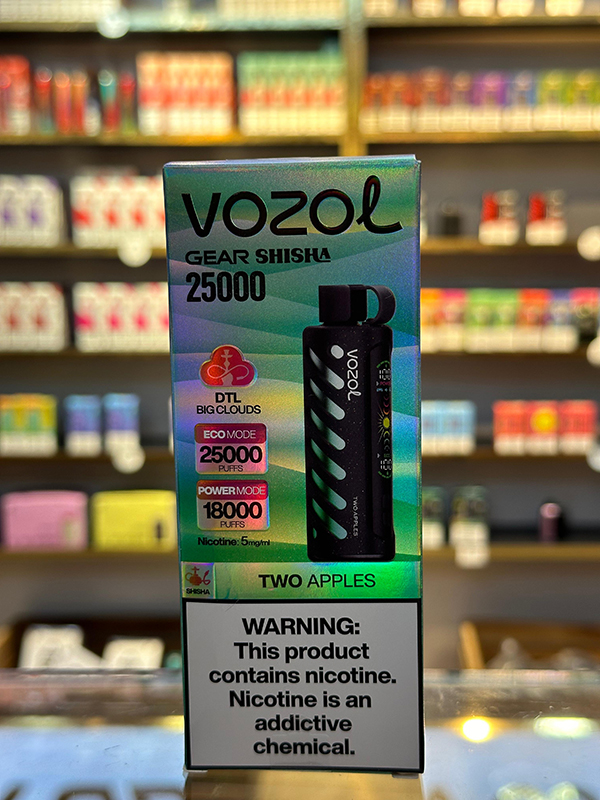 VOZOL
GEAR SHISHA
25000
DTL
BIG CLOUDS
ECO MODE
25000
PUFFS
POWER MODE
18000
PUFFS
Nicotine: 5mg/ml
VOZOL
TWO APPLES
SHISHA
TWO APPLES
WARNING:
This product
contains nicotine.
Nicotine is an
addictive
chemical.